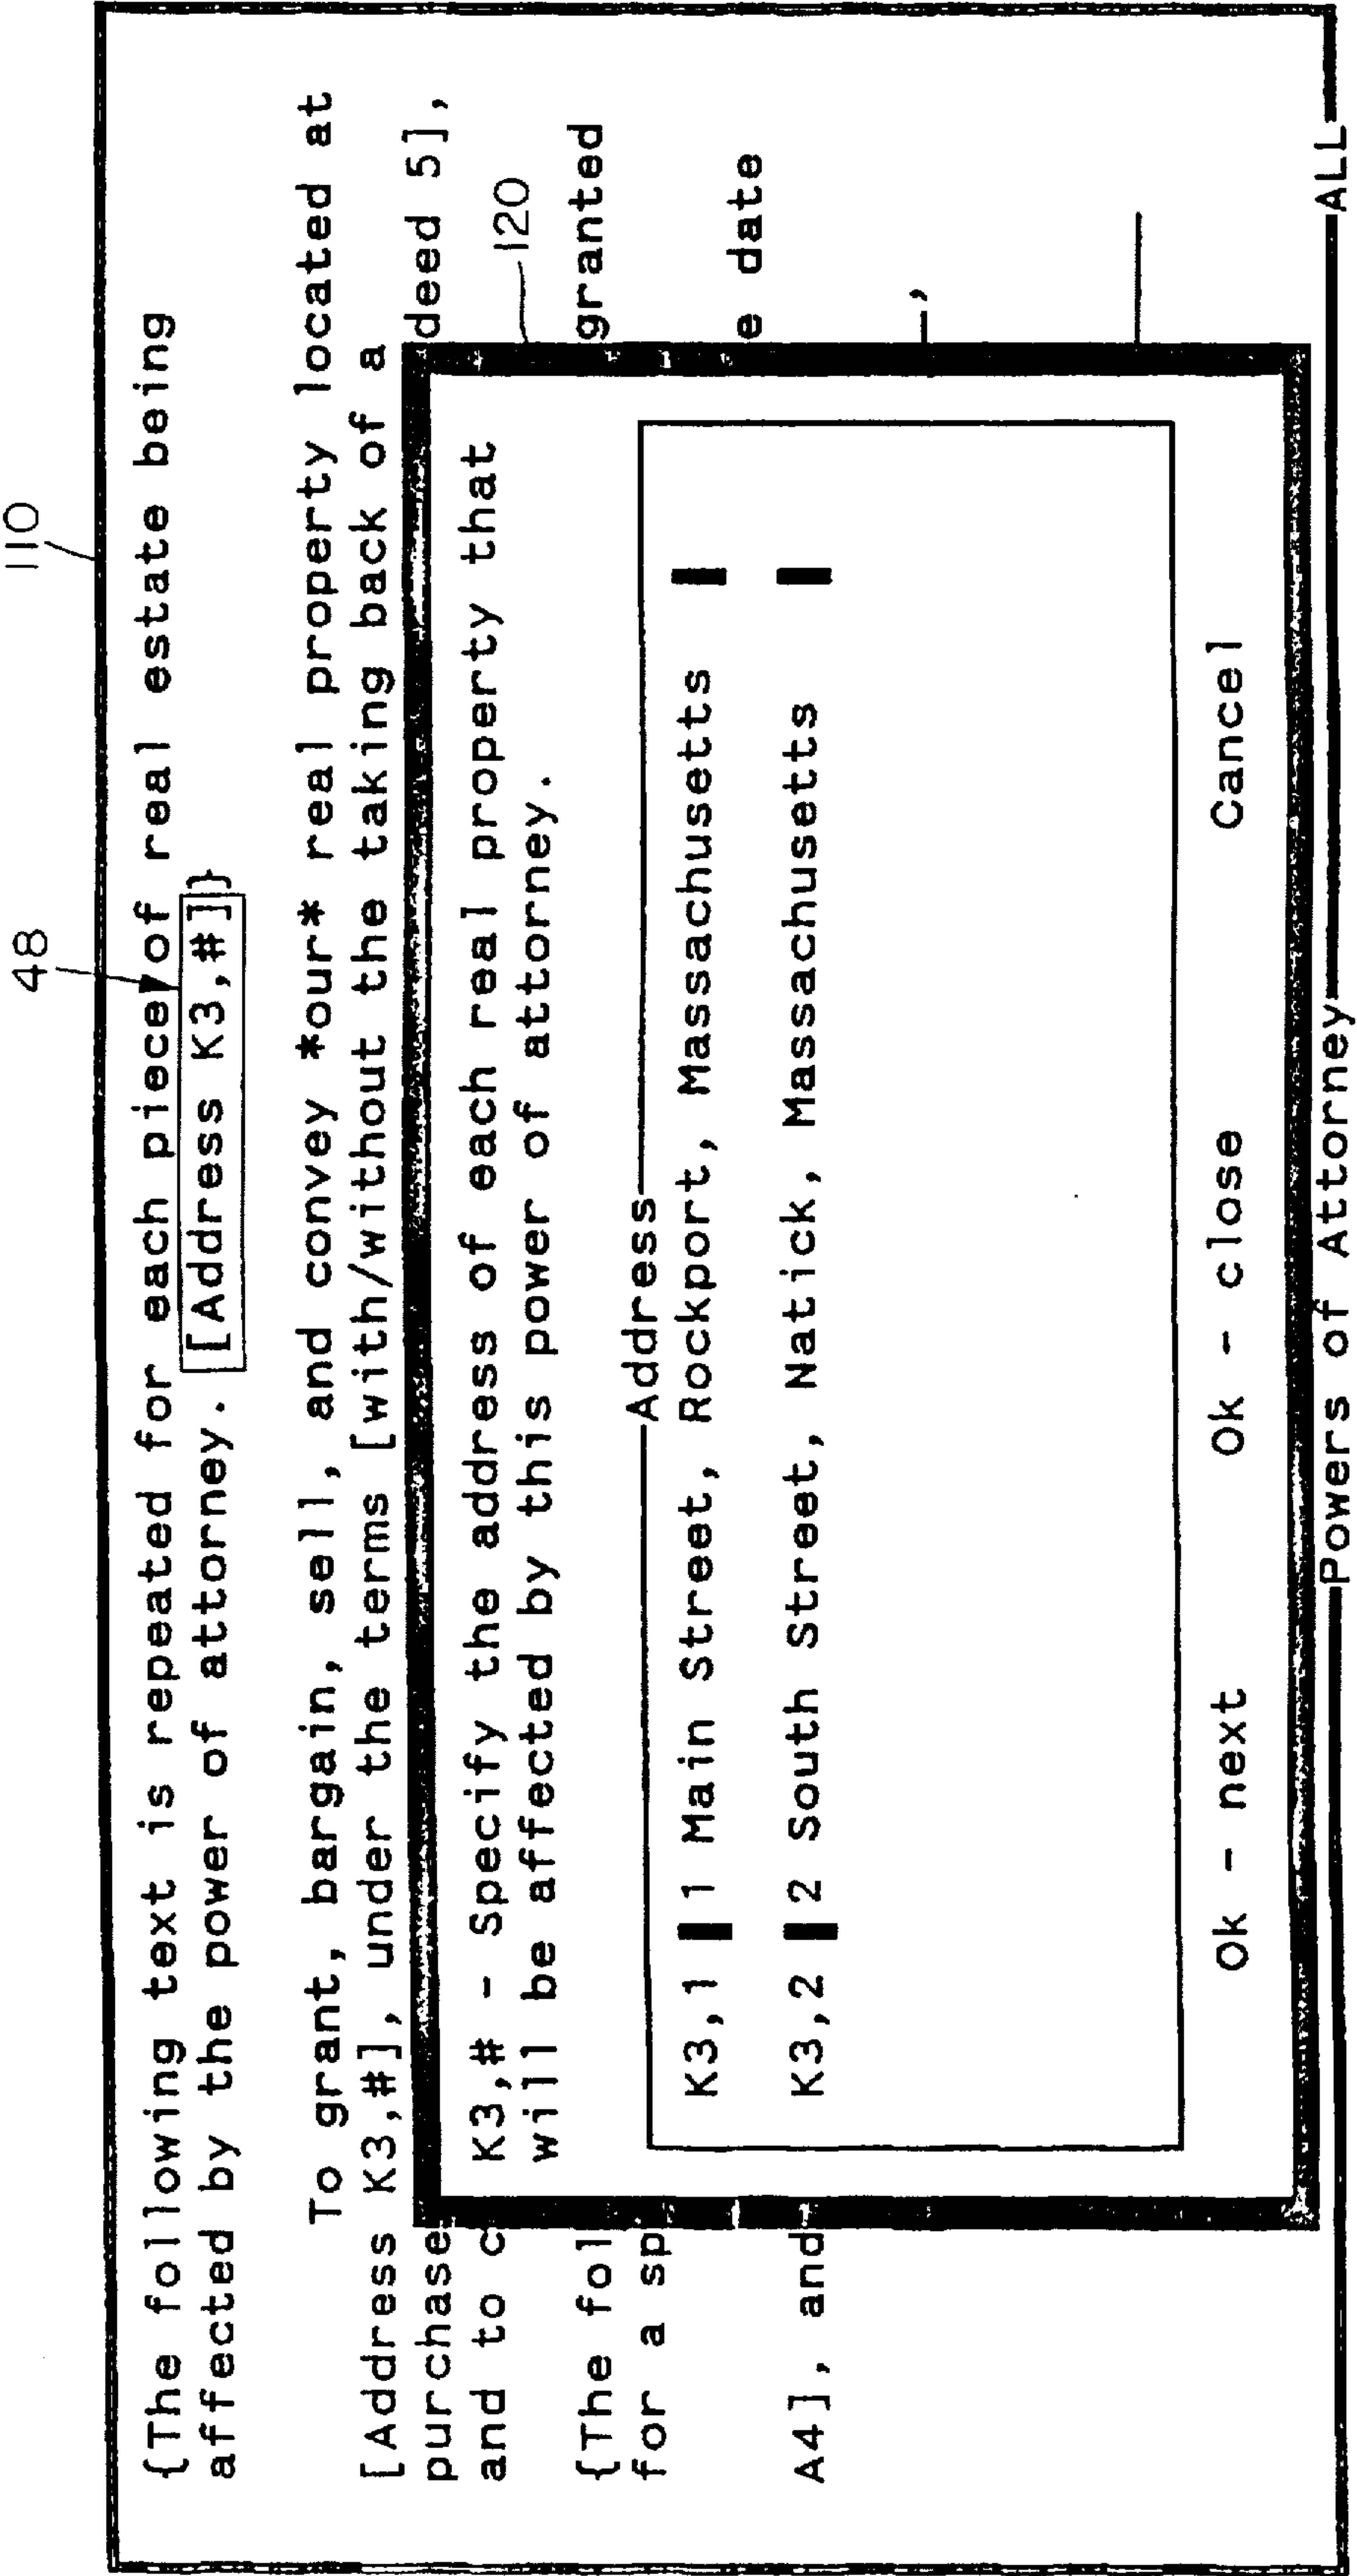 110
48
{The following text is repeated for each piece of real estate being
affected by the power of attorney. [Address K3,#]}
To grant, bargain, sell, and convey *our* real property located at
[Address K3,#], under the terms [with/without the taking back of a
purchase deed 5],
and to c
120
{The fol granted
for a sp
e date
A4], and
,
K3,# - Specify the address of each real property that
will be affected by this power of attorney.
Address
K3,1 1 Main Street, Rockport, Massachusetts
K3,2 2 South Street, Natick, Massachusetts
Ok - next Ok - close Cancel
Powers of Attorney ALL